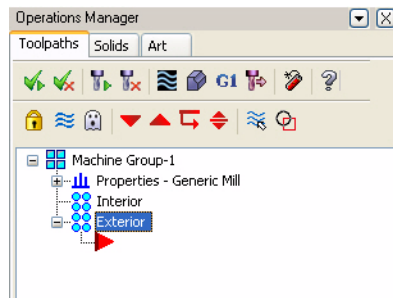 Operations Manager
Toolpaths Solids Art
G1
Machine Group-1
Properties - Generic Mill
Interior
Exterior